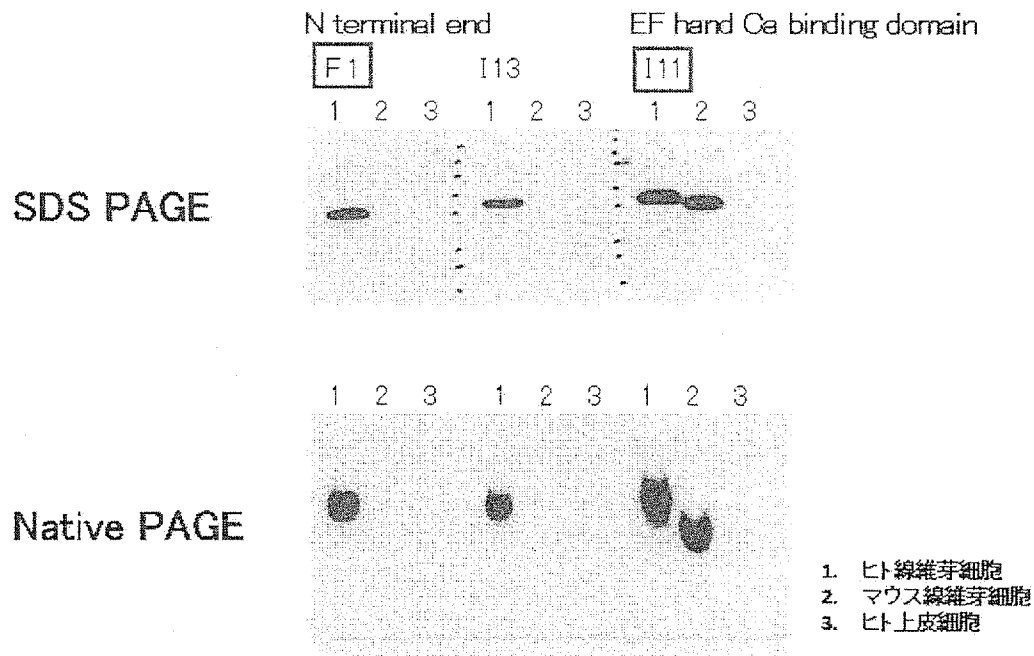 N terminal end EF hand Ca binding domain
F1 I13 I11
1 2 3 1 2 3 1 2 3
SDS PAGE
1 2 3 1 2 3 1 2 3
Native PAGE
1. ヒト線維芽細胞
2. マウス線維芽細胞
3. ヒト上皮細胞